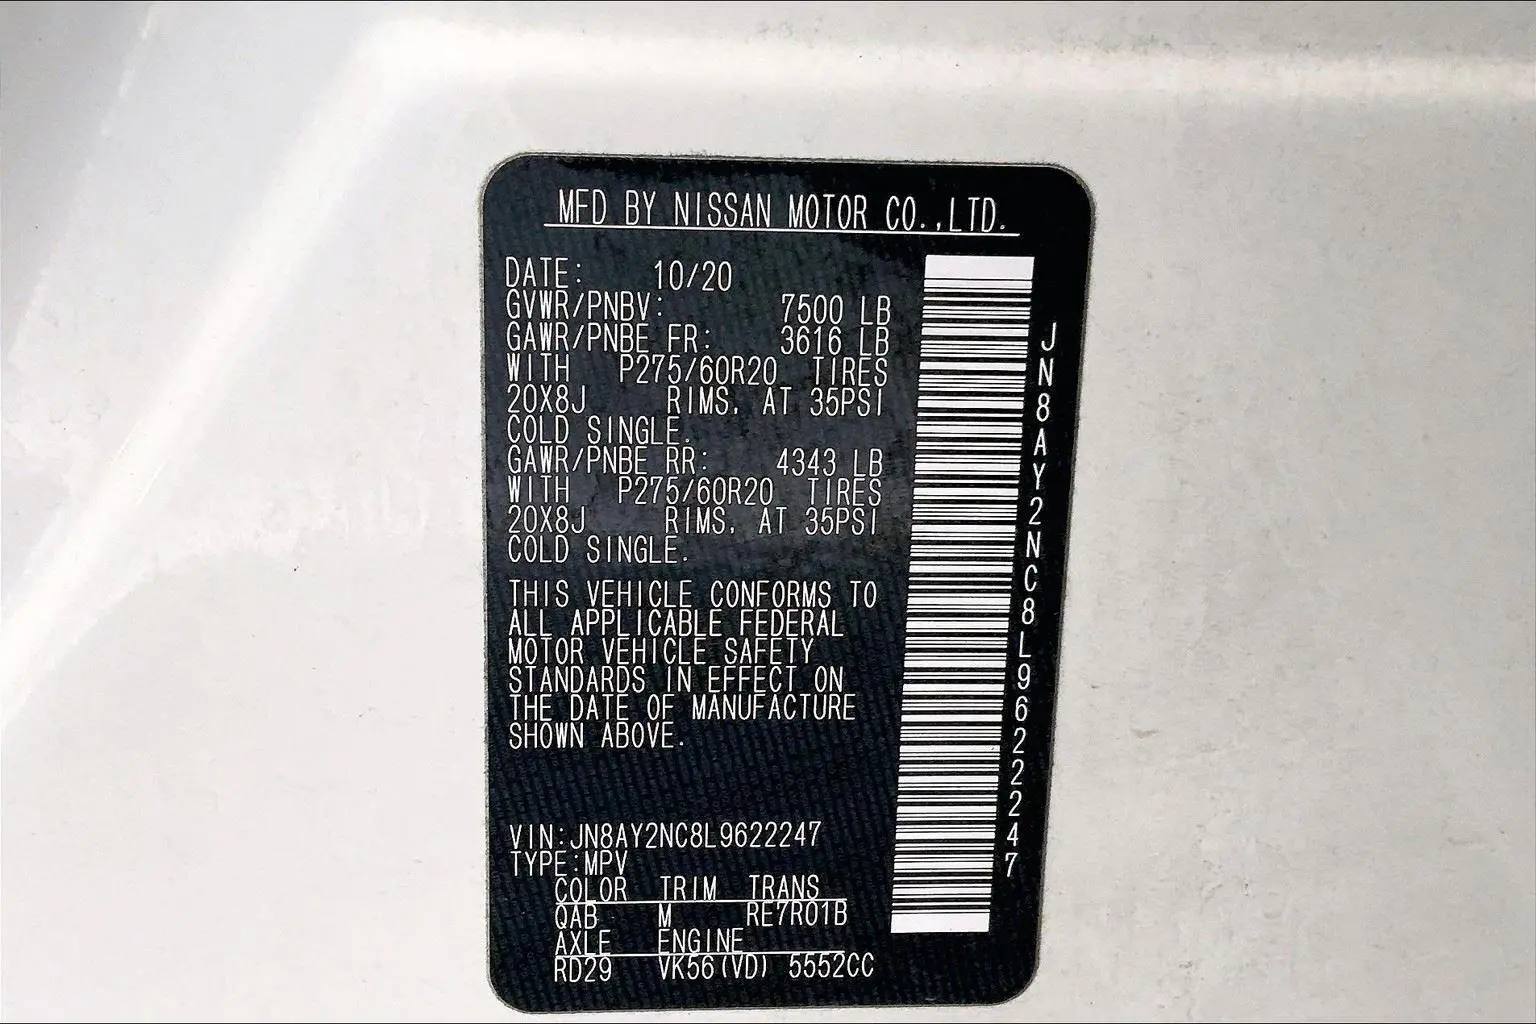 MFD BY NISSAN MOTOR CO.,LTD.
DATE: 10/20
GVWR/PNBV: 7500 LB
GAWR/PNBE FR: 3616 LB
WITH P275/60R20 TIRES
20X8J RIMS. AT 35PSI
COLD SINGLE.
GAWR/PNBE RR: 4343 LB
WITH P275/60R20 TIRES
20X8J RIMS. AT 35PSI
COLD SINGLE.
THIS VEHICLE CONFORMS TO
ALL APPLICABLE FEDERAL
MOTOR VEHICLE SAFETY
STANDARDS IN EFFECT ON
THE DATE OF MANUFACTURE
SHOWN ABOVE.
VIN:JN8AY2NC8L9622247
TYPE:MPV
COLOR TRIM TRANS
QAB M RE7R01B
AXLE ENGINE
RD29 VK56(VD) 5552CC
JN8AY2NC8L9622247